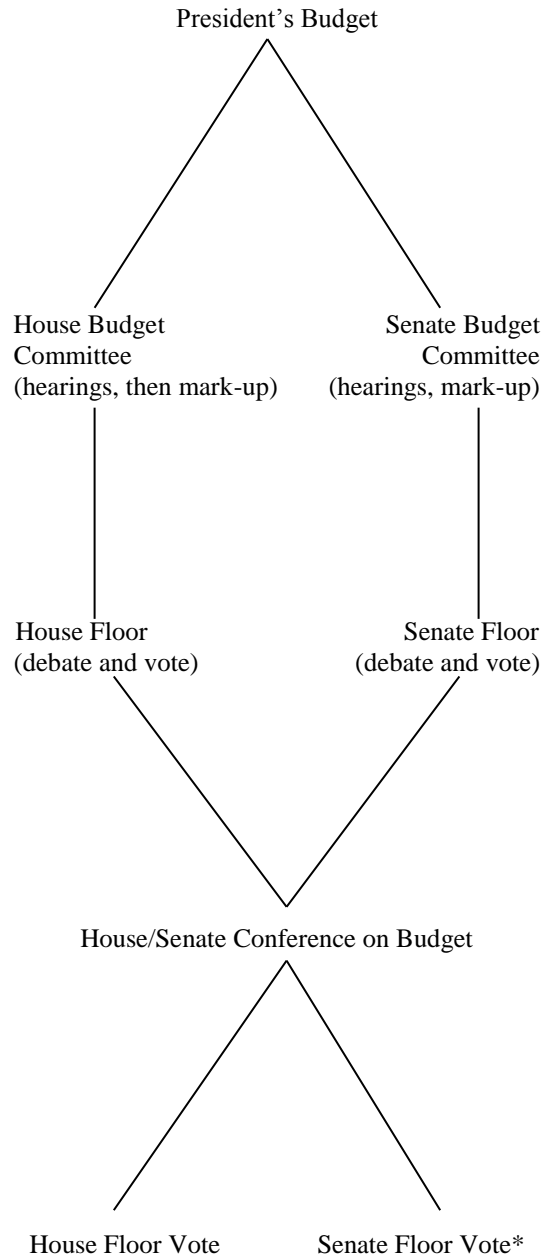 President’s Budget
House Budget
Committee
(hearings, then mark-up)
Senate Budget
Committee
(hearings, mark-up)
House Floor
(debate and vote)
Senate Floor
(debate and vote)
House/Senate Conference on Budget
House Floor Vote
Senate Floor Vote*